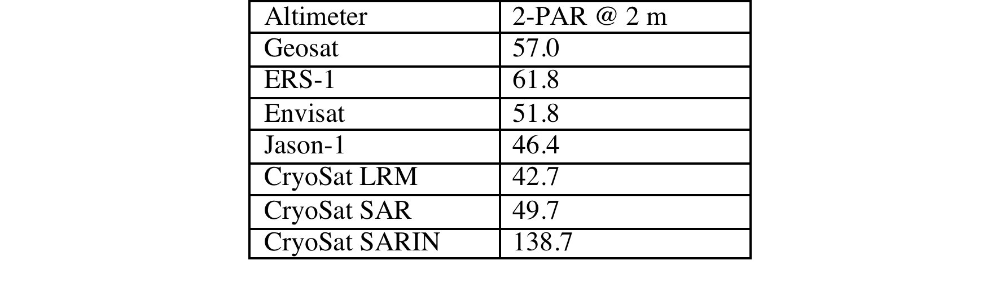 Altimeter 2-PAR @ 2 m
Geosat 57.0
ERS-1 61.8
Envisat 51.8
Jason-1 46.4
CryoSat LRM 42.7
CryoSat SAR 49.7
CryoSat SARIN 138.7